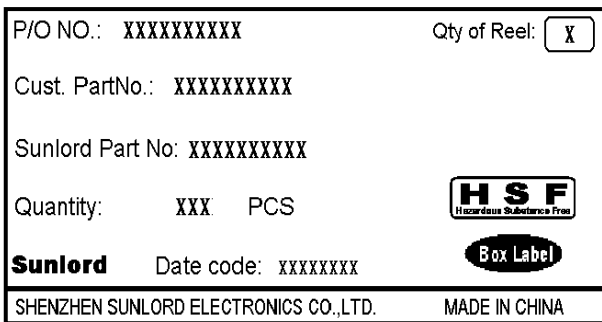 P/O NO.: XXXXXXXXXX Qty of Reel: X
Cust. PartNo.: XXXXXXXXXX
Sunlord Part No: XXXXXXXXXX
Quantity: XXX PCS
H S F
Hazardous Substance Free
Box Label
Sunlord Date code: XXXXXXXX
SHENZHEN SUNLORD ELECTRONICS CO.,LTD. MADE IN CHINA